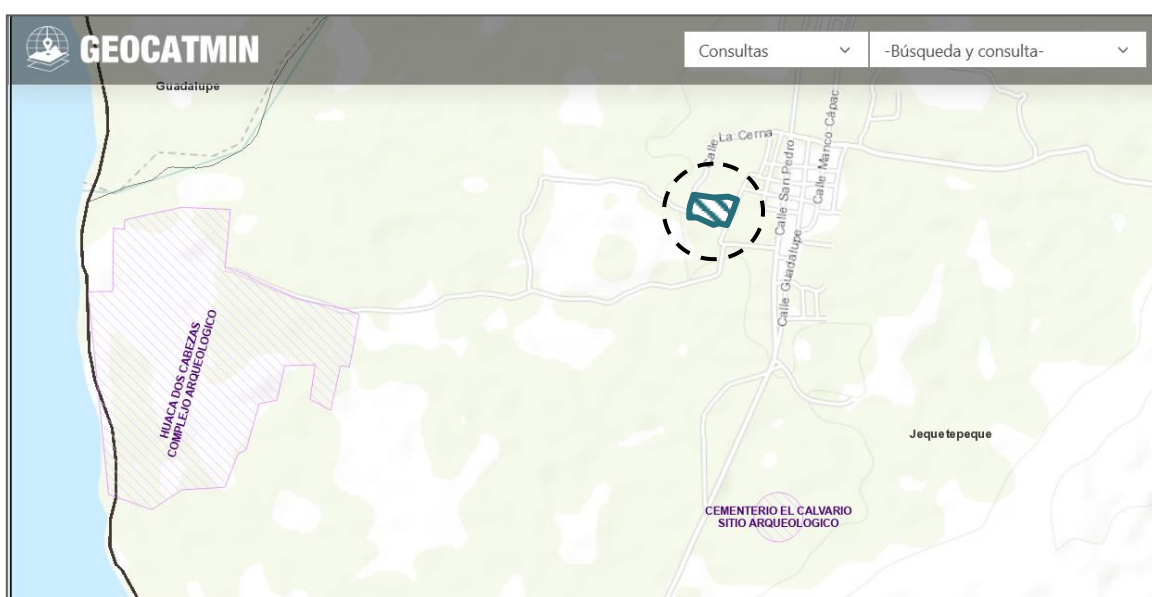 GEOCATMIN
Consultas
-Búsqueda y consulta-
Guadalupe
Calle La Cerna
Calle San Pedro
Calle Manco Cápac
Calle Guadalupe
HUACA DOS CABEZAS
COMPLEJO ARQUEOLOGICO
Jequetepeque
CEMENTERIO EL CALVARIO
SITIO ARQUEOLOGICO